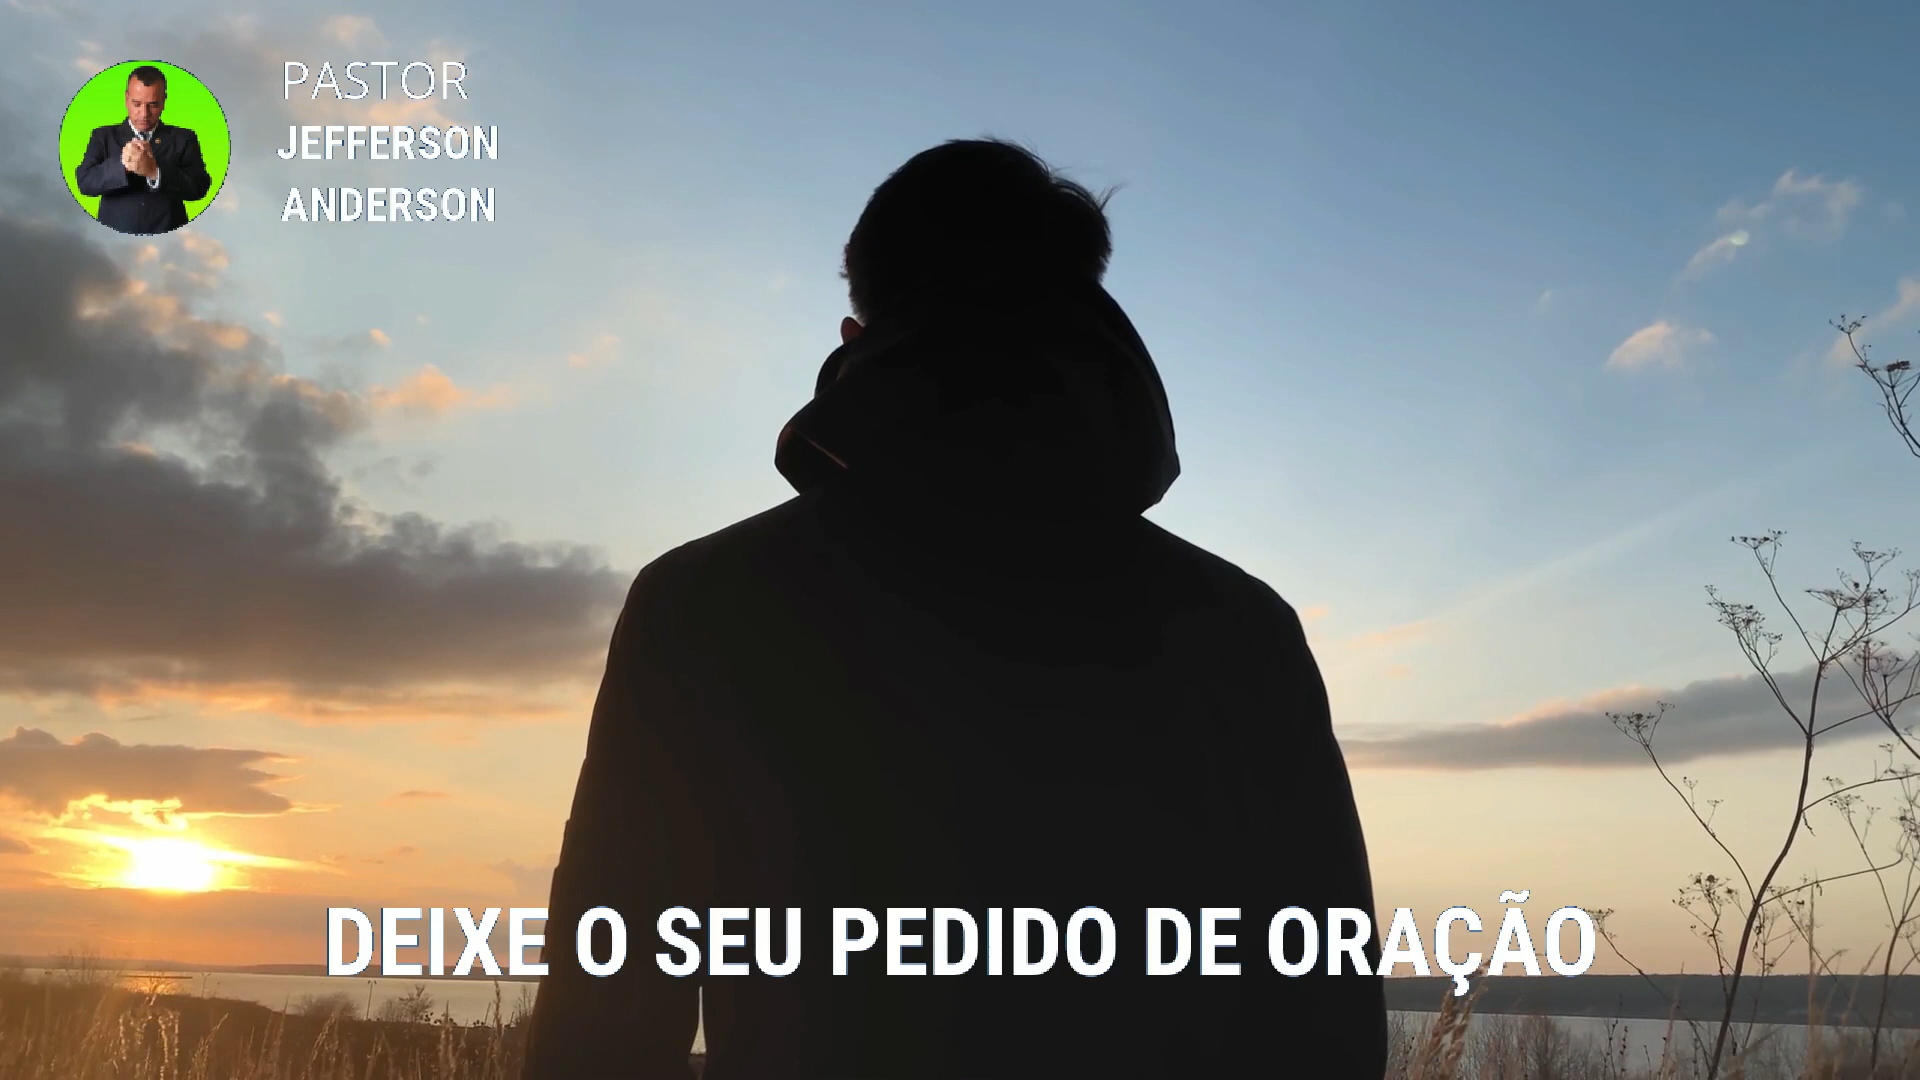 PASTOR
JEFFERSON
ANDERSON
DEIXE O SEU PEDIDO DE ORAÇÃO